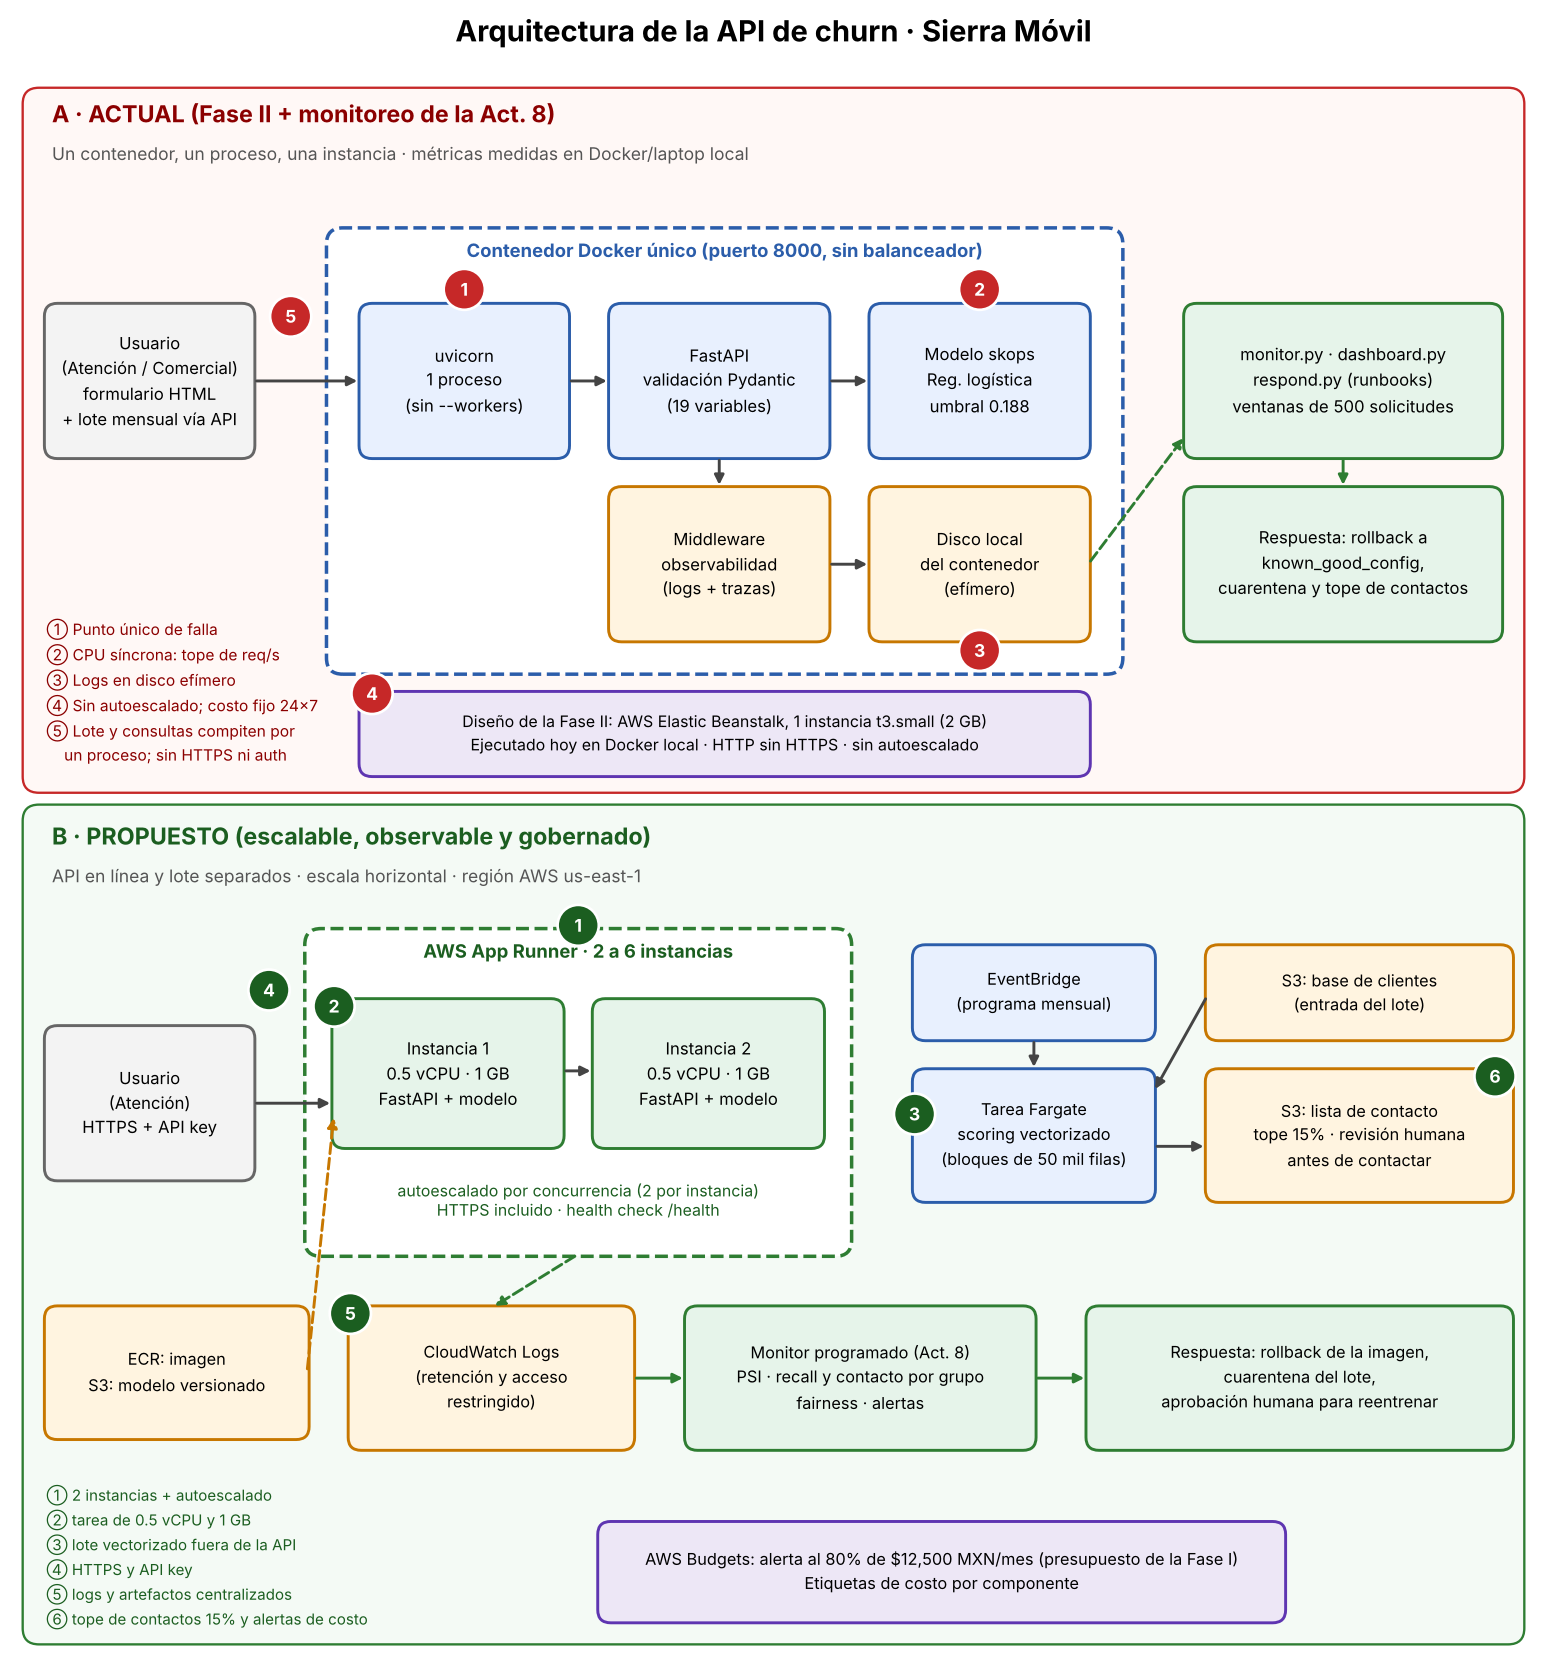 Arquitectura de la API de churn · Sierra Móvil
A · ACTUAL (Fase II + monitoreo de la Act. 8)
Un contenedor, un proceso, una instancia · métricas medidas en Docker/laptop local
Contenedor Docker único (puerto 8000, sin balanceador)
5
1
2
Usuario
(Atención / Comercial)
formulario HTML
+ lote mensual vía API
uvicorn
1 proceso
(sin --workers)
FastAPI
validación Pydantic
(19 variables)
Modelo skops
Reg. logística
umbral 0.188
monitor.py · dashboard.py
respond.py (runbooks)
ventanas de 500 solicitudes
Middleware
observabilidad
(logs + trazas)
Disco local
del contenedor
(efímero)
3
Respuesta: rollback a
known_good_config,
cuarentena y tope de contactos
① Punto único de falla
② CPU síncrona: tope de req/s
③ Logs en disco efímero
④ Sin autoescalado; costo fijo 24×7
⑤ Lote y consultas compiten por
un proceso; sin HTTPS ni auth
4
Diseño de la Fase II: AWS Elastic Beanstalk, 1 instancia t3.small (2 GB)
Ejecutado hoy en Docker local · HTTP sin HTTPS · sin autoescalado
B · PROPUESTO (escalable, observable y gobernado)
API en línea y lote separados · escala horizontal · región AWS us-east-1
1
AWS App Runner · 2 a 6 instancias
4
2
Usuario
(Atención)
HTTPS + API key
Instancia 1
0.5 vCPU · 1 GB
FastAPI + modelo
Instancia 2
0.5 vCPU · 1 GB
FastAPI + modelo
autoescalado por concurrencia (2 por instancia)
HTTPS incluido · health check /health
EventBridge
(programa mensual)
S3: base de clientes
(entrada del lote)
3
Tarea Fargate
scoring vectorizado
(bloques de 50 mil filas)
6
S3: lista de contacto
tope 15% · revisión humana
antes de contactar
ECR: imagen
S3: modelo versionado
5
CloudWatch Logs
(retención y acceso
restringido)
Monitor programado (Act. 8)
PSI · recall y contacto por grupo
fairness · alertas
Respuesta: rollback de la imagen,
cuarentena del lote,
aprobación humana para reentrenar
① 2 instancias + autoescalado
② tarea de 0.5 vCPU y 1 GB
③ lote vectorizado fuera de la API
④ HTTPS y API key
⑤ logs y artefactos centralizados
⑥ tope de contactos 15% y alertas de costo
AWS Budgets: alerta al 80% de $12,500 MXN/mes (presupuesto de la Fase I)
Etiquetas de costo por componente